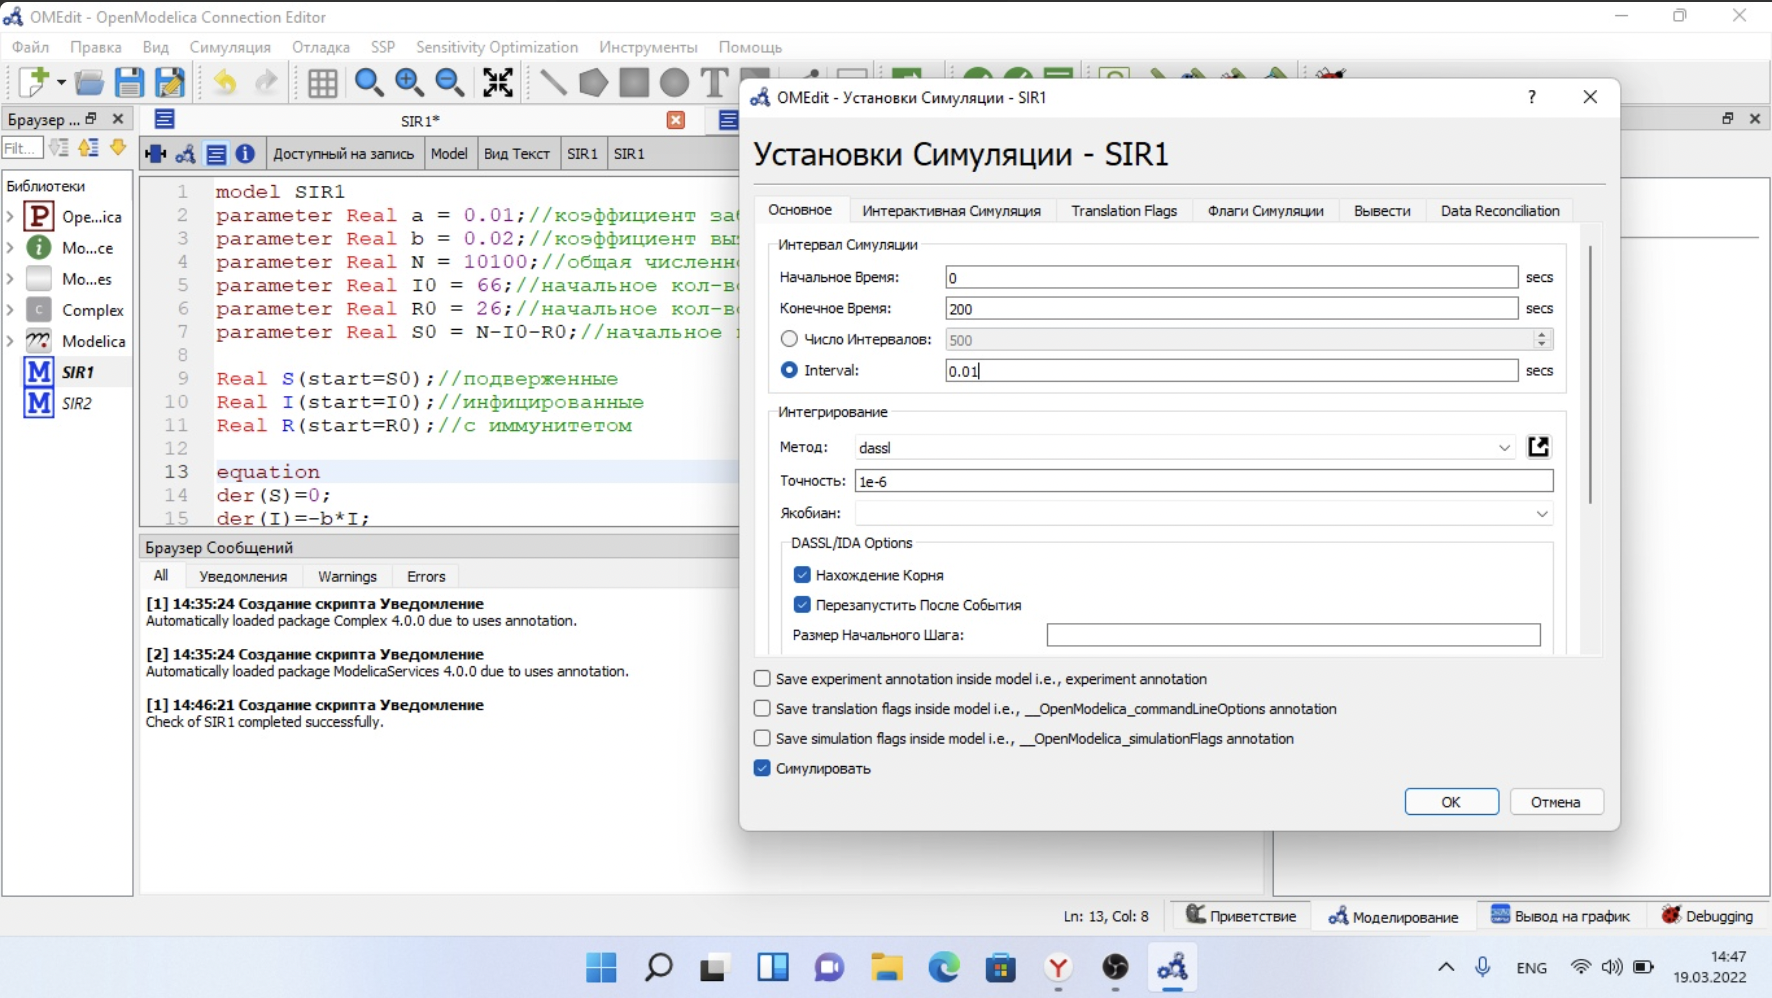 OMEdit - OpenModelica Connection Editor
Файл Правка Вид Симуляция Отладка SSP Sensitivity Optimization Инструменты Помощь
T
Браузер ...
SIR1*
Filt...
Доступный на запись Model Вид Текст SIR1 SIR1
Библиотеки
P Ope...ica
i Mo...ce
Mo...es
C Complex
Modelica
M SIR1
M SIR2
1 model SIR1
2 parameter Real a = 0.01;//коэффициент
3 parameter Real b = 0.02;//коэффициент
4 parameter Real N = 10100;//общая
5 parameter Real I0 = 66;//начальное кол-в
6 parameter Real R0 = 26;//начальное кол-в
7 parameter Real S0 = N-I0-R0;//начальное
8
9 Real S(start=S0);//подверженные
10 Real I(start=I0);//инфицированные
11 Real R(start=R0);//с иммунитетом
12
13 equation
14 der(S)=0;
15 der(I)=-b*I;
Браузер Сообщений
All Уведомления Warnings Errors
[1] 14:35:24 Создание скрипта Уведомление
Automatically loaded package Complex 4.0.0 due to uses annotation.
[2] 14:35:24 Создание скрипта Уведомление
Automatically loaded package ModelicaServices 4.0.0 due to uses annotation.
[1] 14:46:21 Создание скрипта Уведомление
Check of SIR1 completed successfully.
OMEdit - Установки Симуляции - SIR1
?
Установки Симуляции - SIR1
Основное Интерактивная Симуляция Translation Flags Флаги Симуляции Вывести Data Reconciliation
Интервал Симуляции
Начальное Время: 0 secs
Конечное Время: 200 secs
Число Интервалов: 500
Interval: 0.01 secs
Интегрирование
Метод: dassl
Точность: 1e-6
Якобиан:
DASSL/IDA Options
Нахождение Корня
Перезапустить После События
Размер Начального Шага:
Save experiment annotation inside model i.e., experiment annotation
Save translation flags inside model i.e., __OpenModelica_commandLineOptions annotation
Save simulation flags inside model i.e., __OpenModelica_simulationFlags annotation
Симулировать
OK Отмена
Ln: 13, Col: 8 Приветствие Моделирование Вывод на график Debugging
ENG
14:47
19.03.2022